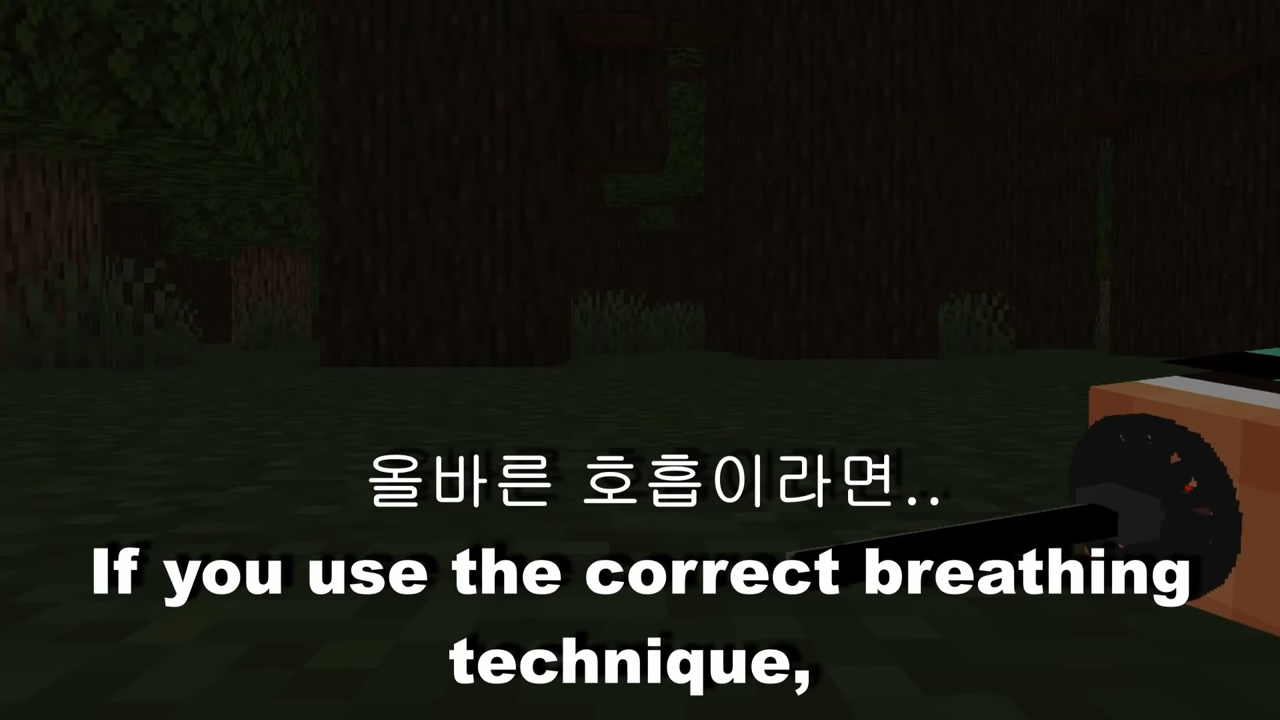 올바른 호흡이라면..
If you use the correct breathing
technique,